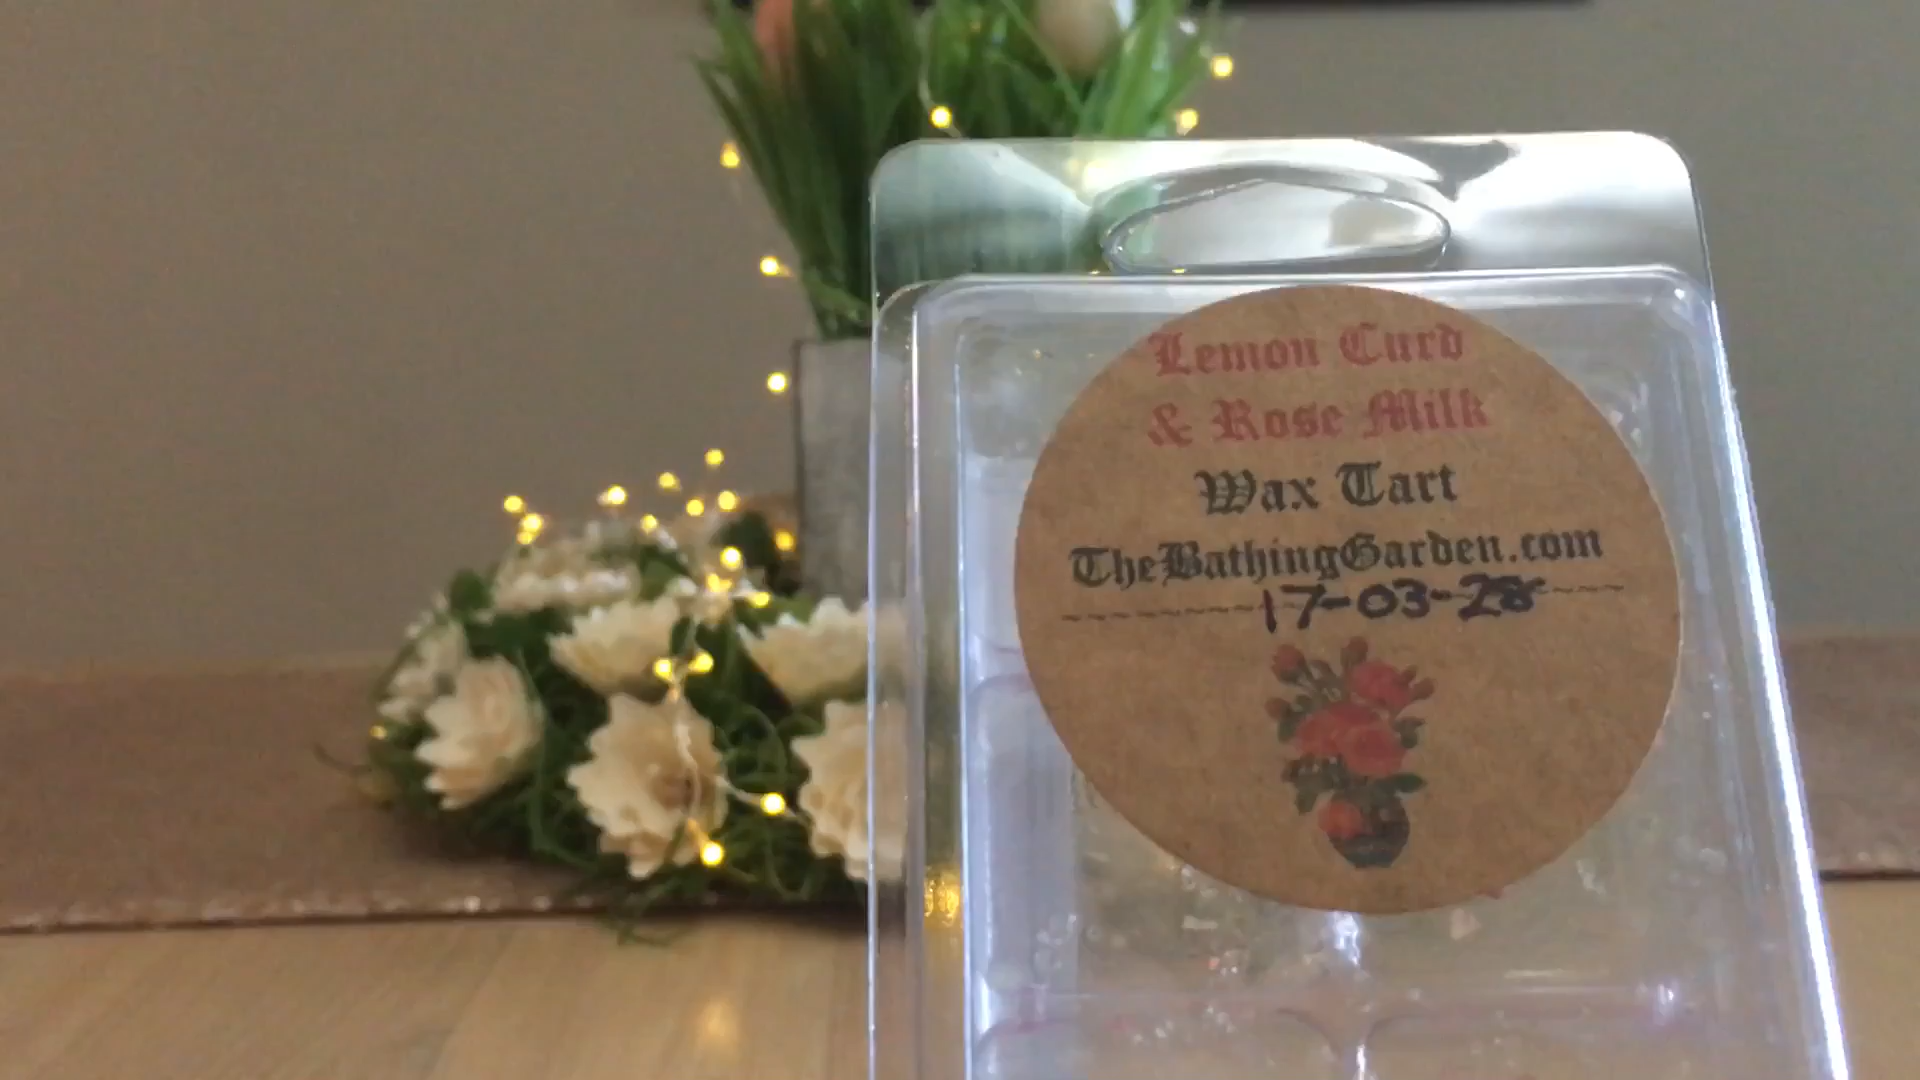 Lemon Curd
& Rose Milk
Wax Tart
TheBathingGarden.com
17-03-28